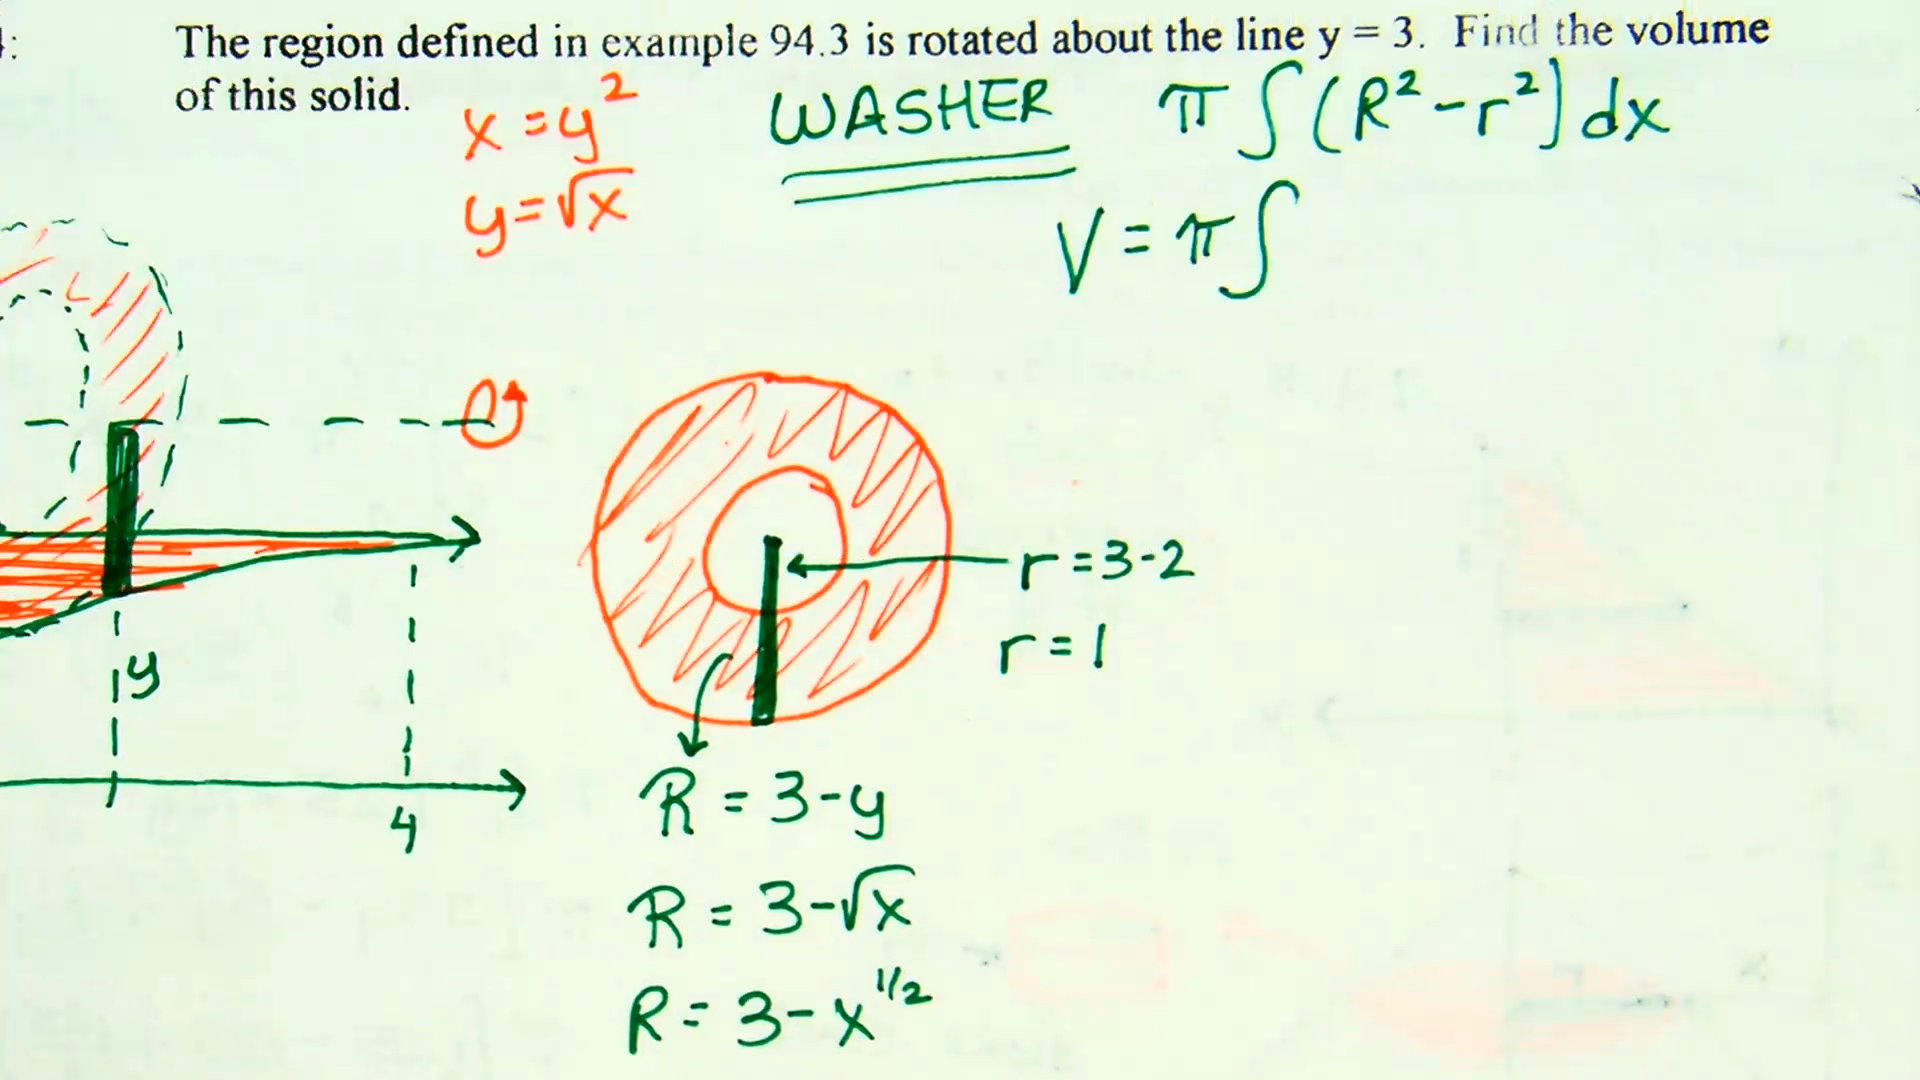 The region defined in example 94.3 is rotated about the line y = 3. Find the volume
of this solid.
x = y²
y = √x
WASHER
π ∫ (R² - r²) dx
V = π ∫
r = 3 - 2
r = 1
y
4
R = 3 - y
R = 3 - √x
R = 3 - x^1/2